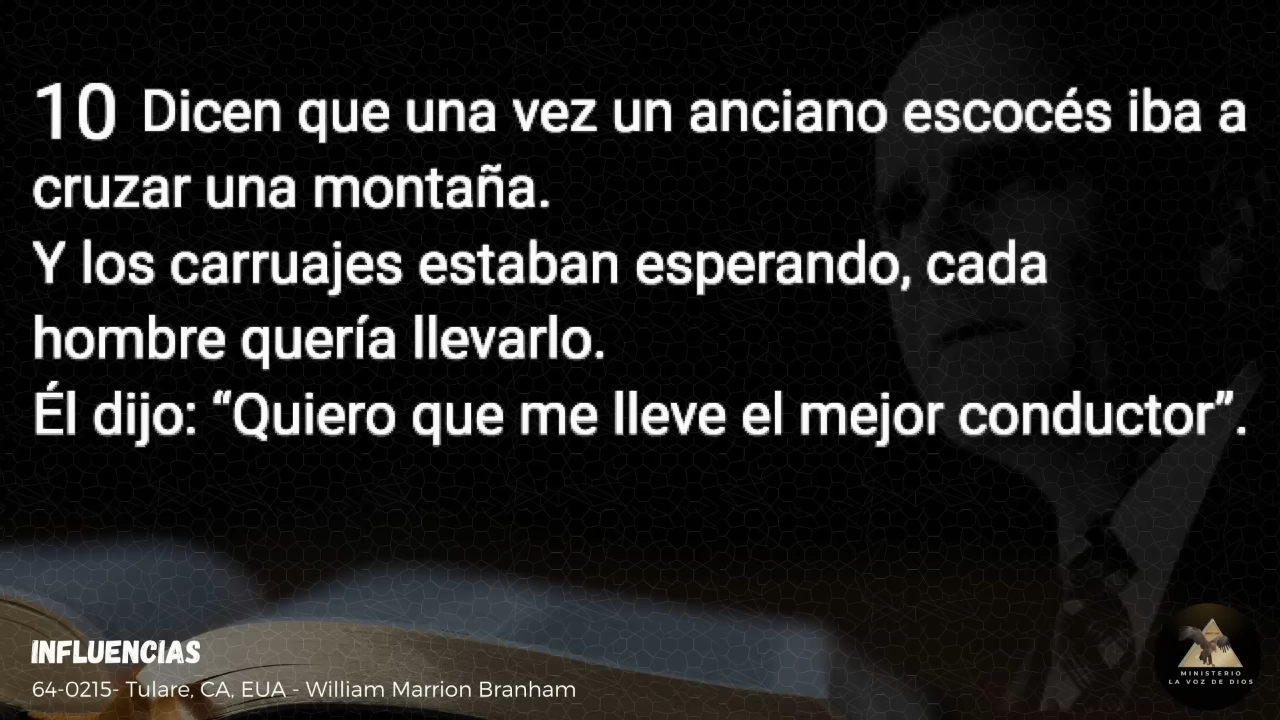 10 Dicen que una vez un anciano escocés iba a
cruzar una montaña.
Y los carruajes estaban esperando, cada
hombre quería llevarlo.
Él dijo: “Quiero que me lleve el mejor conductor”.
INFLUENCIAS
64-0215- Tulare, CA, EUA - William Marrion Branham
MINISTERIO
LA VOZ DE DIOS